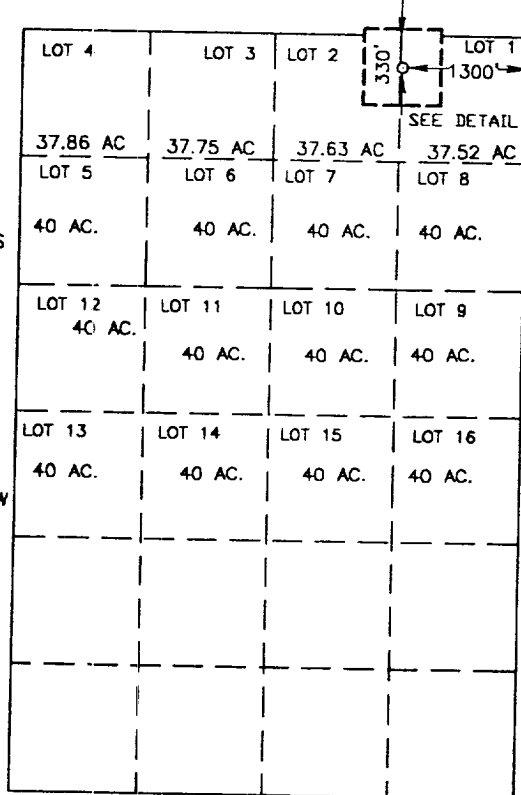 LOT 4 LOT 3 LOT 2 LOT 1
330'
1300'
SEE DETAIL
37.86 AC 37.75 AC 37.63 AC 37.52 AC
LOT 5 LOT 6 LOT 7 LOT 8
40 AC. 40 AC. 40 AC. 40 AC.
LOT 12 LOT 11 LOT 10 LOT 9
40 AC. 40 AC. 40 AC. 40 AC.
LOT 13 LOT 14 LOT 15 LOT 16
40 AC. 40 AC. 40 AC. 40 AC.